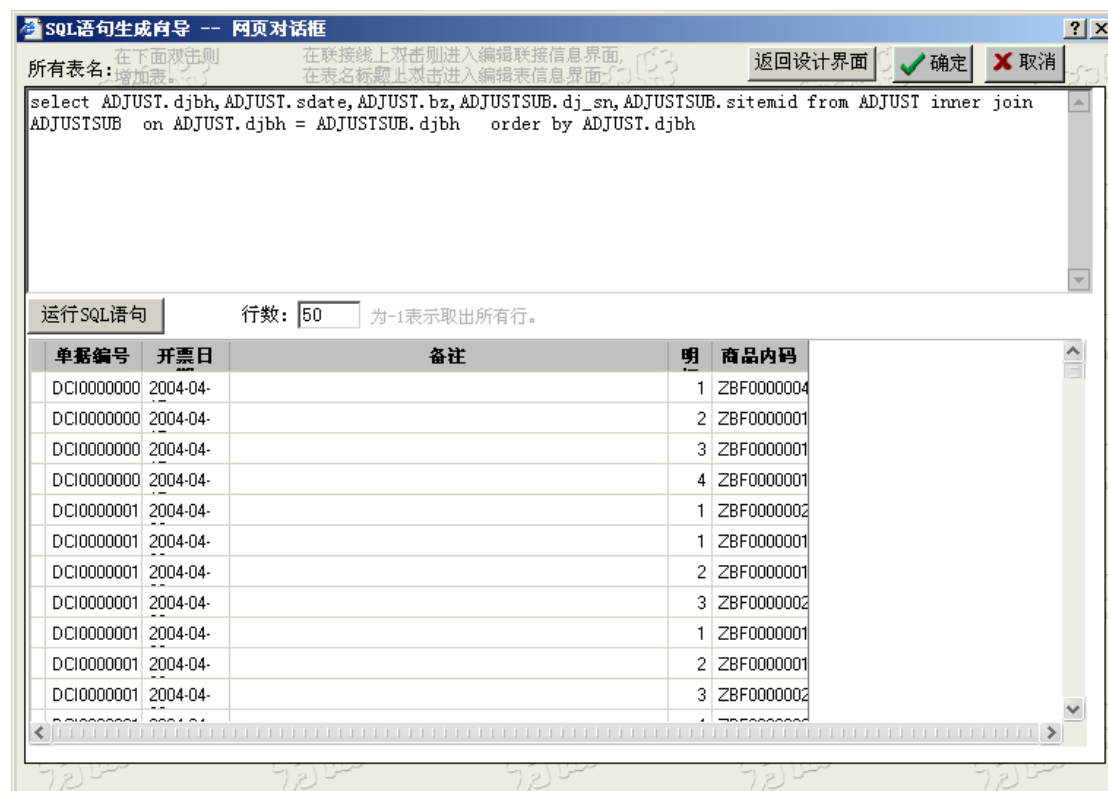 SQL语句生成向导 -- 网页对话框
所有表名:
在下面双击则
增加表。
在联接线上双击则进入编辑联接信息界面,
在表名标题上双击进入编辑表信息界面
返回设计界面
确定
取消
select ADJUST.djbh,ADJUST.sdate,ADJUST.bz,ADJUSTSUB.dj_sn,ADJUSTSUB.sitemid from ADJUST inner join
ADJUSTSUB  on ADJUST.djbh = ADJUSTSUB.djbh   order by ADJUST.djbh
运行SQL语句 行数: 50 为-1表示取出所有行。
单据编号 开票日 备注 明 商品内码
DCI0000000 2004-04- 1 ZBF0000004
DCI0000000 2004-04- 2 ZBF0000001
DCI0000000 2004-04- 3 ZBF0000001
DCI0000000 2004-04- 4 ZBF0000001
DCI0000001 2004-04- 1 ZBF0000002
DCI0000001 2004-04- 1 ZBF0000001
DCI0000001 2004-04- 2 ZBF0000001
DCI0000001 2004-04- 3 ZBF0000002
DCI0000001 2004-04- 1 ZBF0000001
DCI0000001 2004-04- 2 ZBF0000001
DCI0000001 2004-04- 3 ZBF0000002